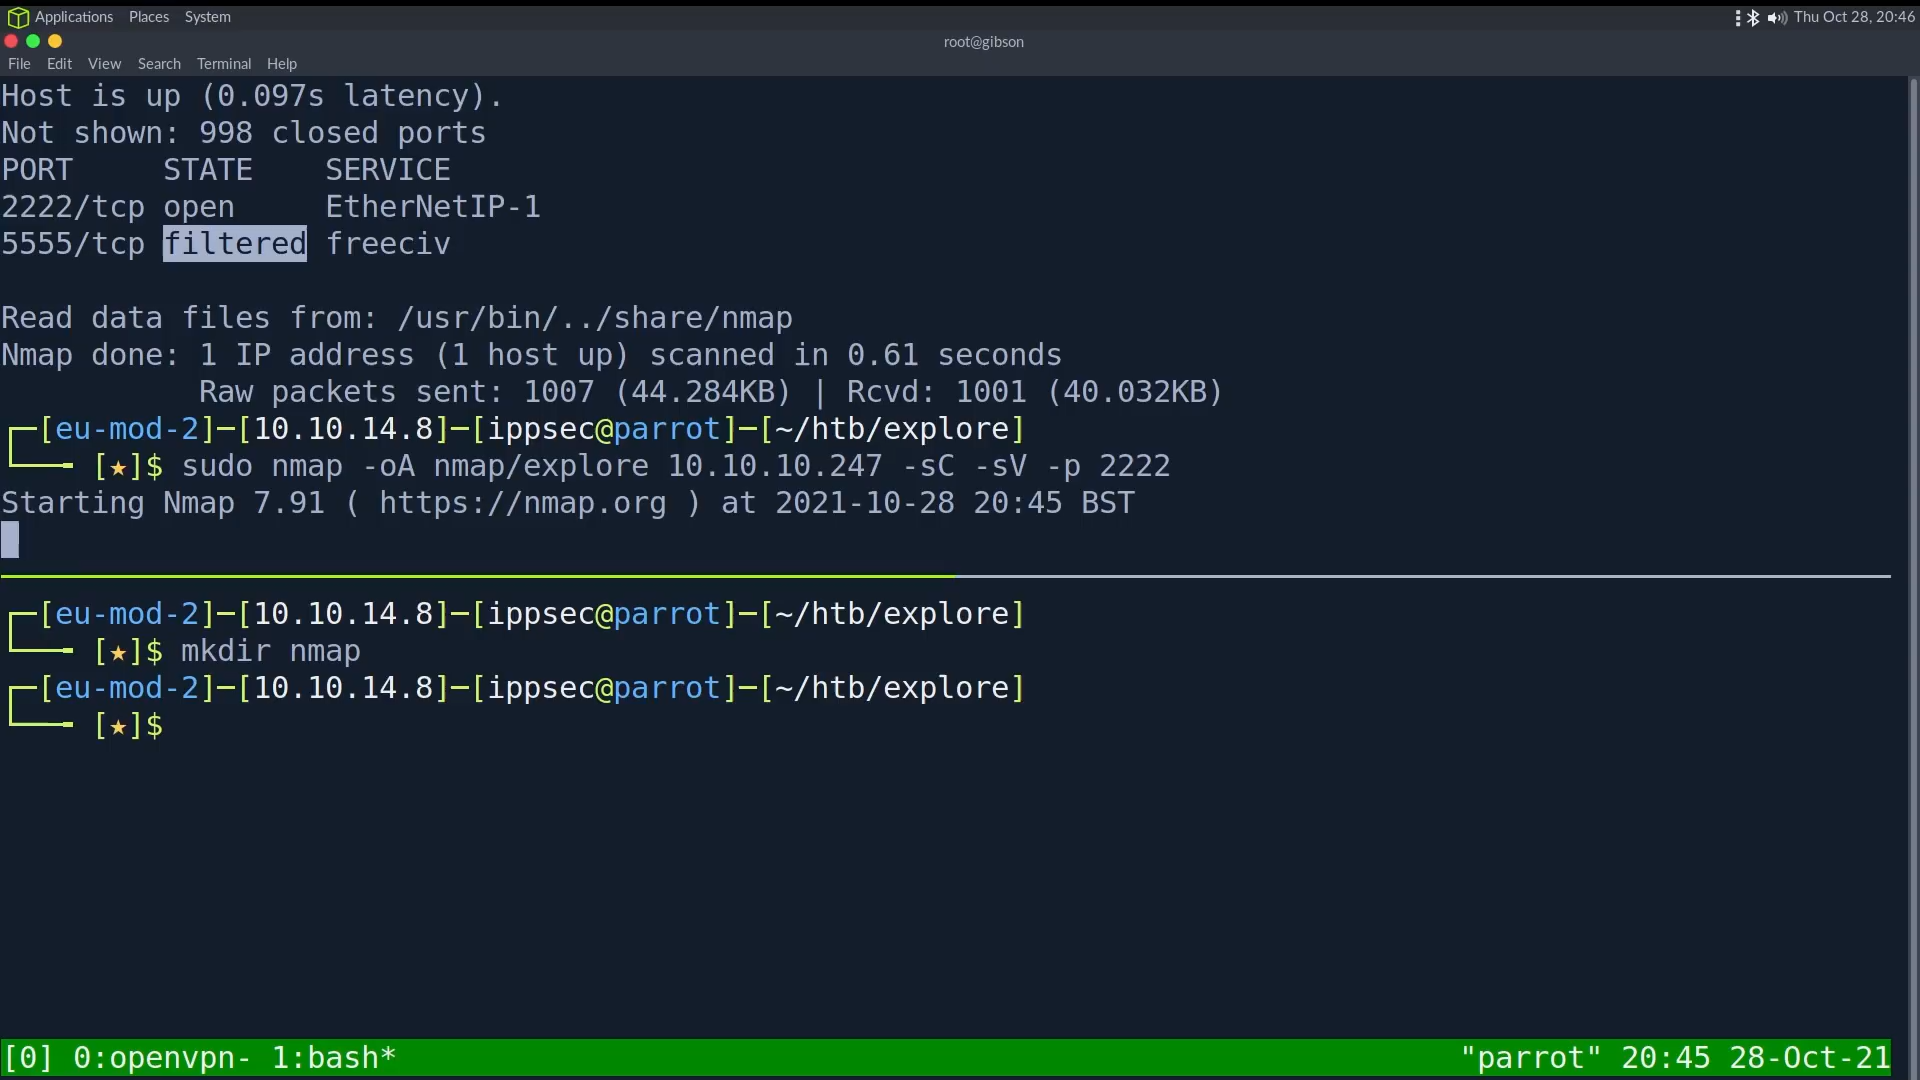 Applications Places System
Thu Oct 28, 20:46
root@gibson
File Edit View Search Terminal Help
Host is up (0.097s latency).
Not shown: 998 closed ports
PORT     STATE    SERVICE
2222/tcp open     EtherNetIP-1
5555/tcp filtered freeciv
Read data files from: /usr/bin/../share/nmap
Nmap done: 1 IP address (1 host up) scanned in 0.61 seconds
Raw packets sent: 1007 (44.284KB) | Rcvd: 1001 (40.032KB)
┌─[eu-mod-2]─[10.10.14.8]─[ippsec@parrot]─[~/htb/explore]
└──╼ [★]$ sudo nmap -oA nmap/explore 10.10.10.247 -sC -sV -p 2222
Starting Nmap 7.91 ( https://nmap.org ) at 2021-10-28 20:45 BST
┌─[eu-mod-2]─[10.10.14.8]─[ippsec@parrot]─[~/htb/explore]
└──╼ [★]$ mkdir nmap
┌─[eu-mod-2]─[10.10.14.8]─[ippsec@parrot]─[~/htb/explore]
└──╼ [★]$
[0] 0:openvpn- 1:bash* "parrot" 20:45 28-Oct-21